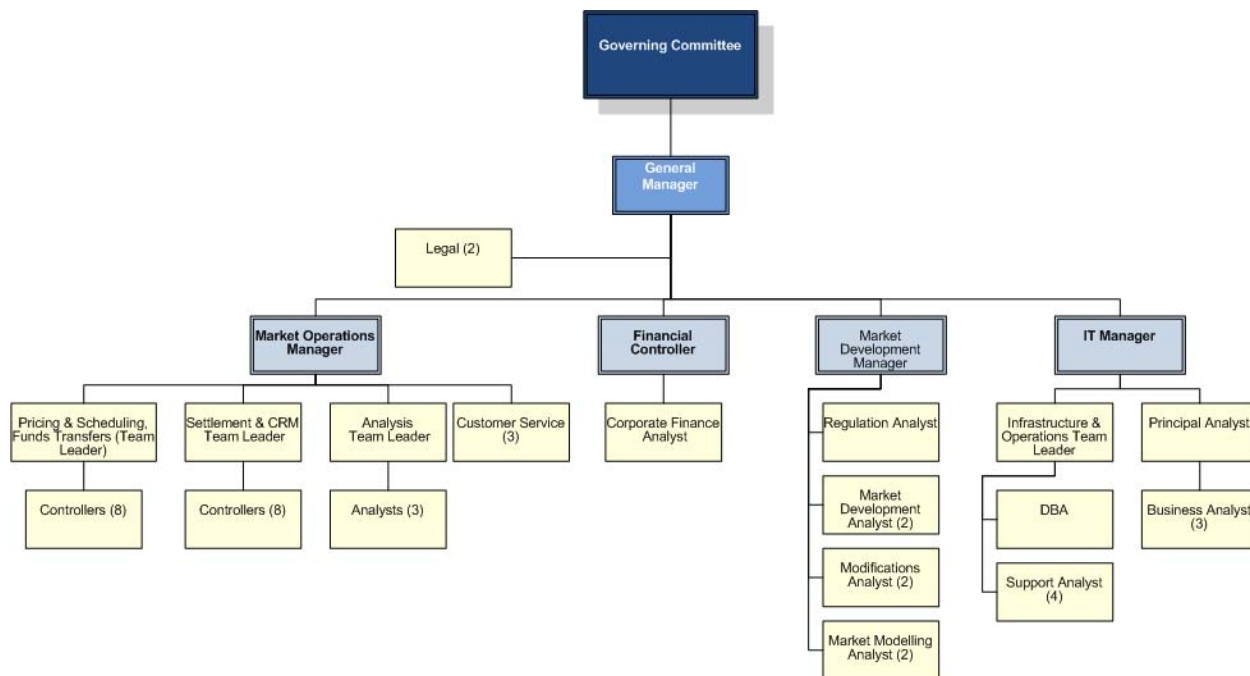 Governing Committee
General
Manager
Legal (2)
Market Operations
Manager
Financial
Controller
Market
Development
Manager
IT Manager
Pricing & Scheduling,
Funds Transfers (Team
Leader)
Settlement & CRM
Team Leader
Analysis
Team Leader
Customer Service
(3)
Corporate Finance
Analyst
Regulation Analyst
Infrastructure &
Operations Team
Leader
Principal Analyst
Controllers (8)
Controllers (8)
Analysts (3)
Market
Development
Analyst (2)
DBA
Business Analyst
(3)
Modifications
Analyst (2)
Support Analyst
(4)
Market Modelling
Analyst (2)